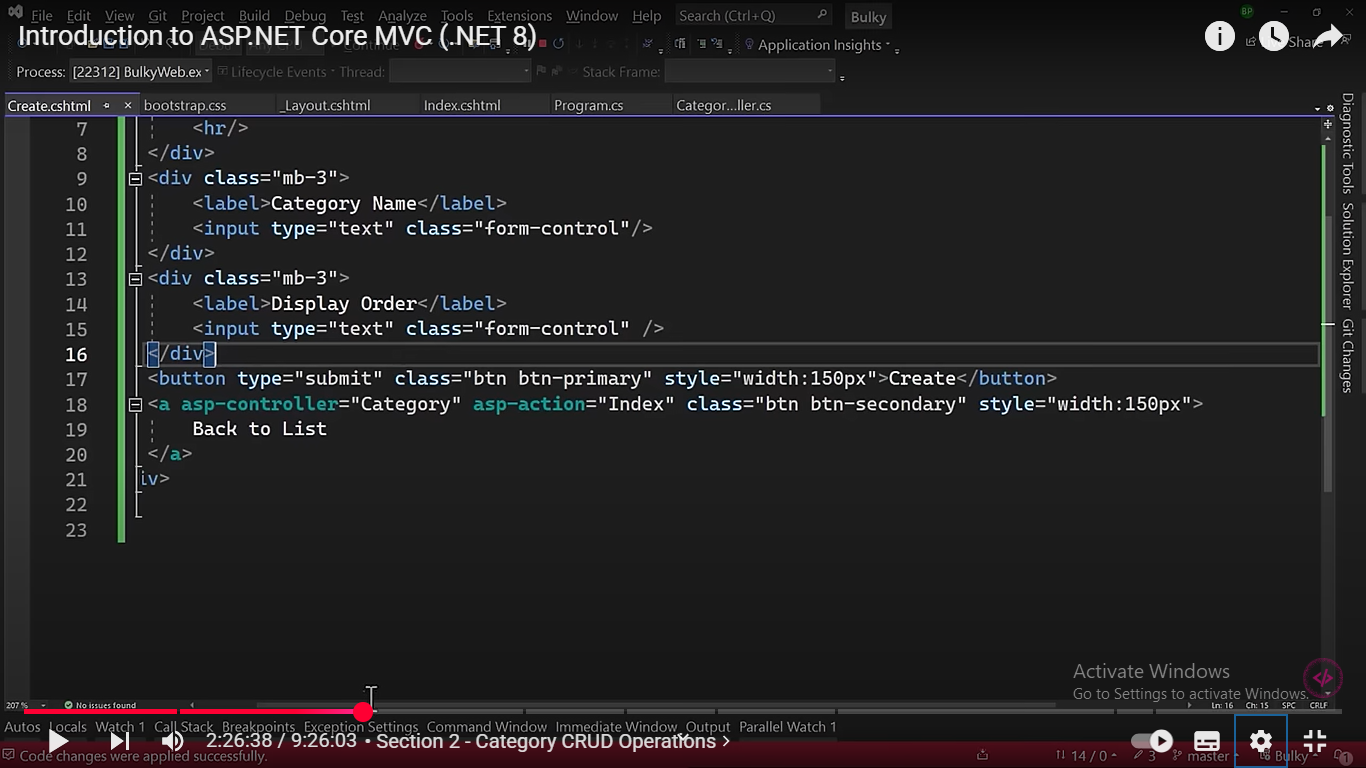 File Edit View Git Project Build Debug Test Analyze Tools Extensions Window Help Search (Ctrl+Q) Bulky BP
Introduction to ASP.NET Core MVC (.NET 8)
Application Insights
Share
Process: [22312] BulkyWeb.ex Lifecycle Events Thread: Stack Frame:
Create.cshtml bootstrap.css _Layout.cshtml Index.cshtml Program.cs Categor...ller.cs
7 <hr/>
8 </div>
9 <div class="mb-3">
10 <label>Category Name</label>
11 <input type="text" class="form-control"/>
12 </div>
13 <div class="mb-3">
14 <label>Display Order</label>
15 <input type="text" class="form-control" />
16 </div>
17 <button type="submit" class="btn btn-primary" style="width:150px">Create</button>
18 <a asp-controller="Category" asp-action="Index" class="btn btn-secondary" style="width:150px">
19 Back to List
20 </a>
21 iv>
22
23
Diagnostic Tools
Solution Explorer
Git Changes
Activate Windows
Go to Settings to activate Windows.
207 % No issues found Ln: 16 Ch: 15 SPC CRLF
Autos Locals Watch 1 Call Stack Breakpoints Exception Settings Command Window Immediate Window Output Parallel Watch 1
2:26:38 / 9:26:03 • Section 2 - Category CRUD Operations >
Code changes were applied successfully. 14 / 0 3 master Bulky 1